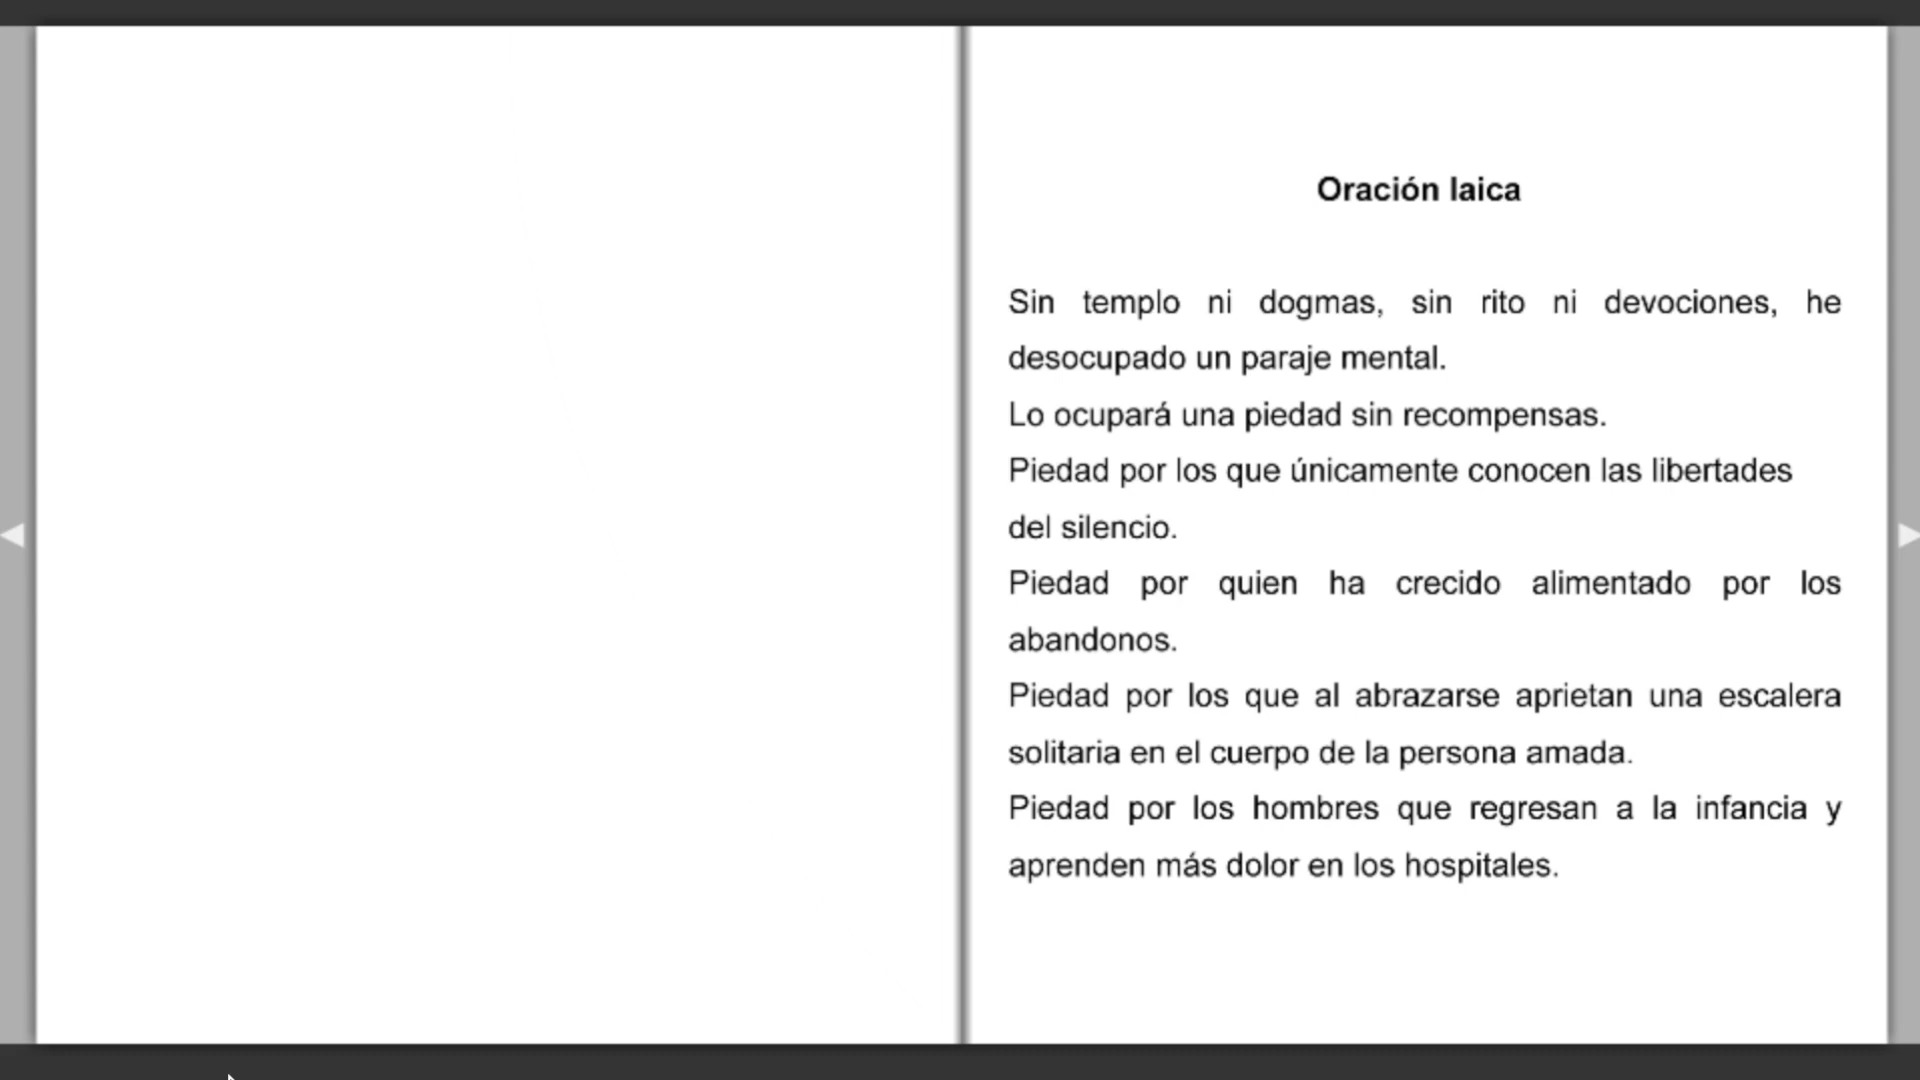 Oración laica
Sin templo ni dogmas, sin rito ni devociones, he
desocupado un paraje mental.
Lo ocupará una piedad sin recompensas.
Piedad por los que únicamente conocen las libertades
del silencio.
Piedad por quien ha crecido alimentado por los
abandonos.
Piedad por los que al abrazarse aprietan una escalera
solitaria en el cuerpo de la persona amada.
Piedad por los hombres que regresan a la infancia y
aprenden más dolor en los hospitales.